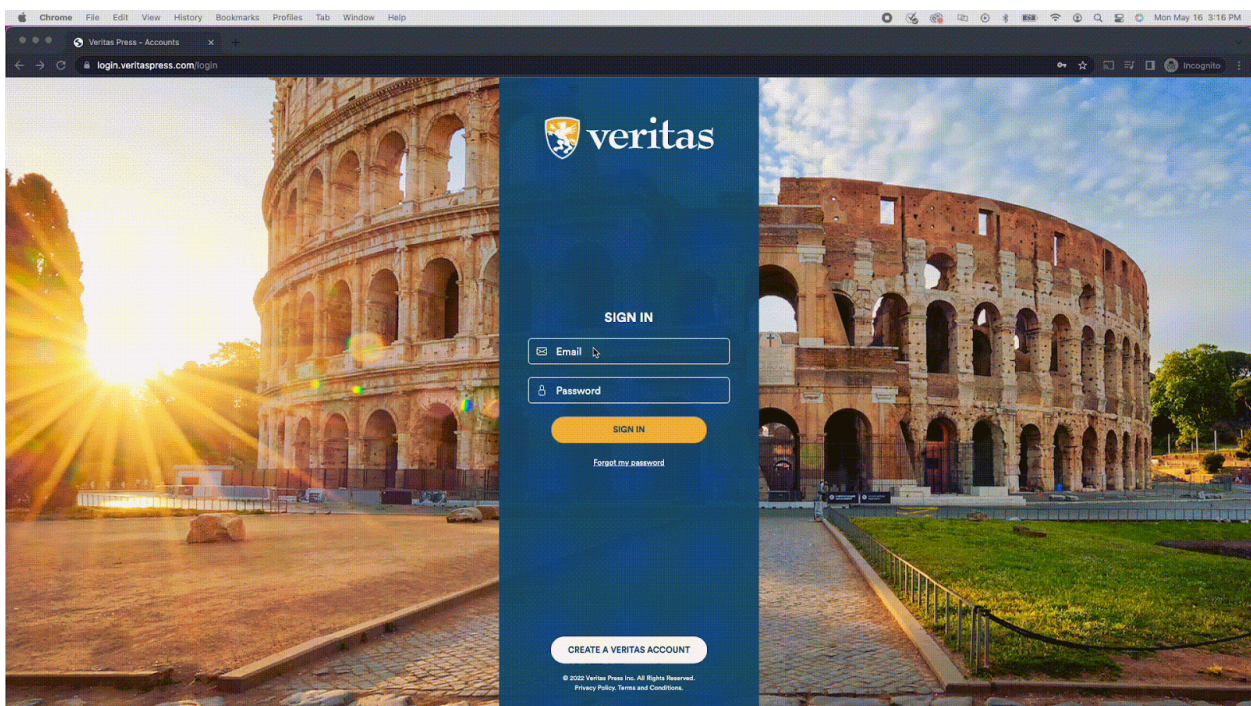 Chrome File Edit View History Bookmarks Profiles Tab Window Help Mon May 16 3:16 PM
Veritas Press - Accounts
login.veritaspress.com/login Incognito
veritas
SIGN IN
Email
Password
SIGN IN
Forgot my password
CREATE A VERITAS ACCOUNT
© 2022 Veritas Press Inc. All Rights Reserved.
Privacy Policy. Terms and Conditions.